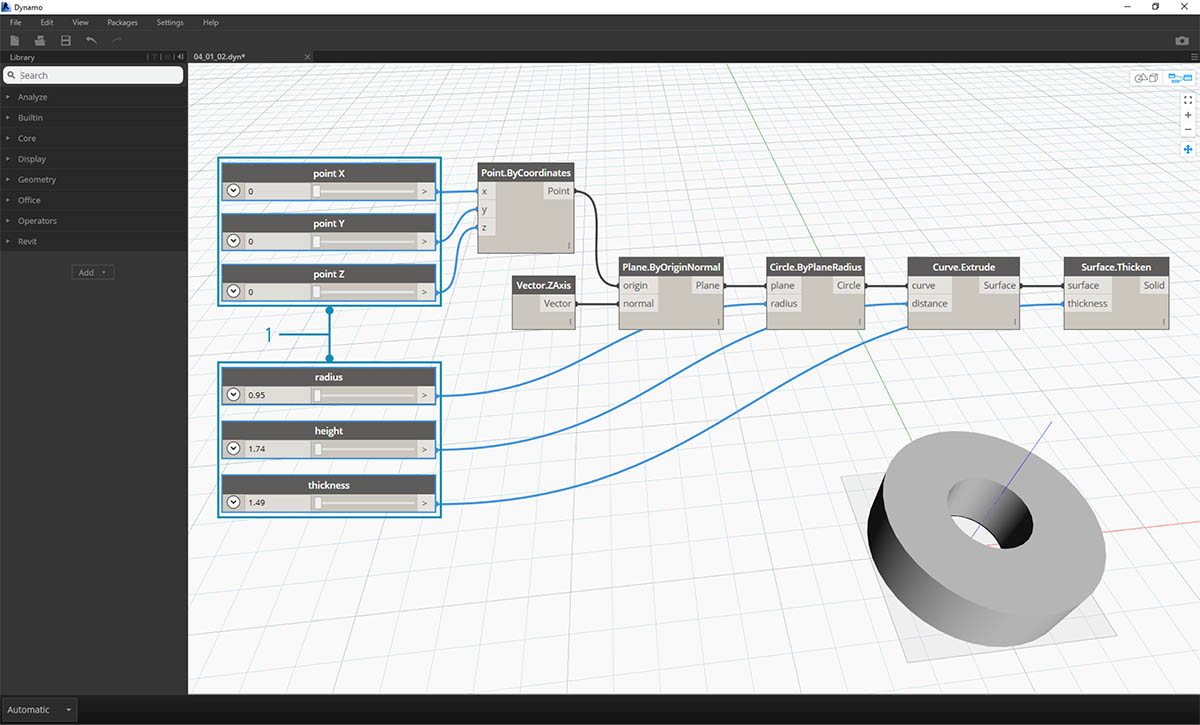 Dynamo
File Edit View Packages Settings Help
Library
04_01_02.dyn*
Search
Analyze
BuiltIn
Core
Display
Geometry
Office
Operators
Revit
Add
point X
0 >
point Y
0 >
point Z
0 >
1
radius
0.95 >
height
1.74 >
thickness
1.49 >
Point.ByCoordinates
x Point
y
z
Vector.ZAxis
Vector
Plane.ByOriginNormal
origin Plane
normal
Circle.ByPlaneRadius
plane Circle
radius
Curve.Extrude
curve Surface
distance
Surface.Thicken
surface Solid
thickness
Automatic